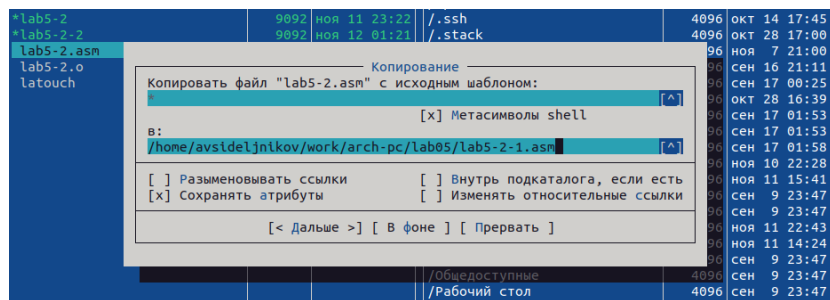 *lab5-2 9092 ноя 11 23:22 /.ssh 4096 окт 14 17:45
*lab5-2-2 9092 ноя 12 01:21 /.stack 4096 окт 28 17:00
lab5-2.asm 96 ноя 7 21:00
lab5-2.o Копирование 96 сен 16 21:11
latouch Копировать файл "lab5-2.asm" с исходным шаблоном: 96 сен 17 00:25
* [^] 96 окт 28 16:39
[x] Метасимволы shell 96 сен 17 01:53
в: 96 сен 17 01:53
/home/avsideljnikov/work/arch-pc/lab05/lab5-2-1.asm [^] 96 сен 17 01:58
96 ноя 10 22:28
[ ] Разыменовывать ссылки [ ] Внутрь подкаталога, если есть 96 ноя 11 15:41
[x] Сохранять атрибуты [ ] Изменять относительные ссылки 96 сен 9 23:47
96 сен 9 23:47
[< Дальше >] [ В фоне ] [ Прервать ] 96 ноя 11 22:43
96 ноя 11 14:24
96 сен 9 23:47
/Общедоступные 4096 сен 9 23:47
/Рабочий стол 4096 сен 9 23:47